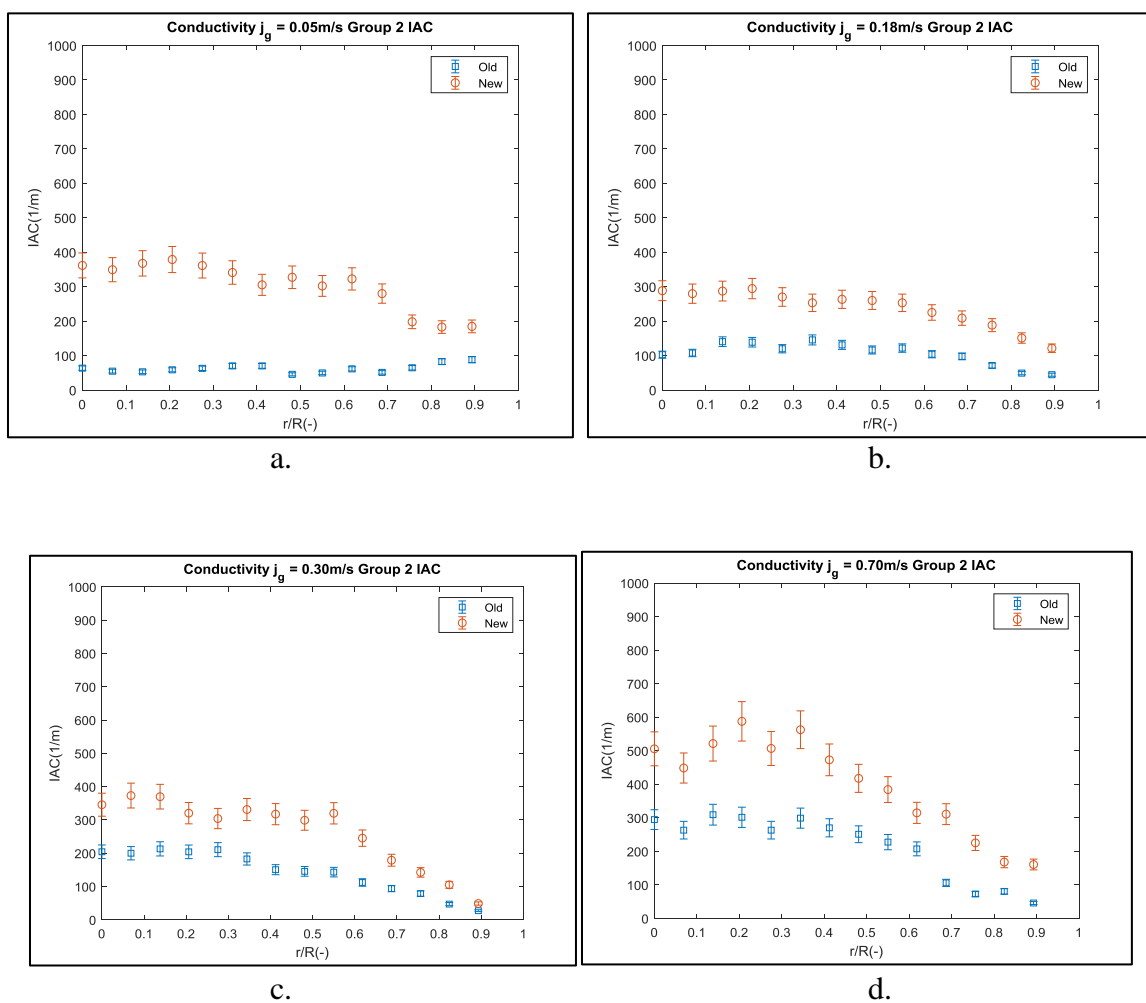 Conductivity j_g = 0.05m/s Group 2 IAC
1000
900
800
700
600
500
400
300
200
100
0
IAC(1/m)
0 0.1 0.2 0.3 0.4 0.5 0.6 0.7 0.8 0.9 1
r/R(-)
Old
New
a.
Conductivity j_g = 0.18m/s Group 2 IAC
1000
900
800
700
600
500
400
300
200
100
0
IAC(1/m)
0 0.1 0.2 0.3 0.4 0.5 0.6 0.7 0.8 0.9 1
r/R(-)
Old
New
b.
Conductivity j_g = 0.30m/s Group 2 IAC
1000
900
800
700
600
500
400
300
200
100
0
IAC(1/m)
0 0.1 0.2 0.3 0.4 0.5 0.6 0.7 0.8 0.9 1
r/R(-)
Old
New
c.
Conductivity j_g = 0.70m/s Group 2 IAC
1000
900
800
700
600
500
400
300
200
100
0
IAC(1/m)
0 0.1 0.2 0.3 0.4 0.5 0.6 0.7 0.8 0.9 1
r/R(-)
Old
New
d.